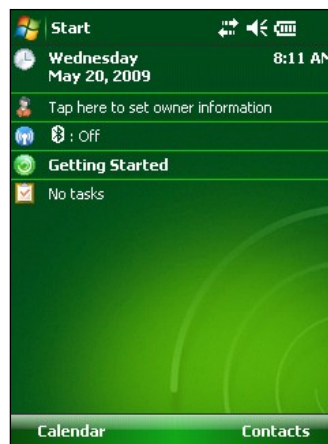 Start
Wednesday 8:11 AM
May 20, 2009
Tap here to set owner information
: Off
Getting Started
No tasks
Calendar Contacts